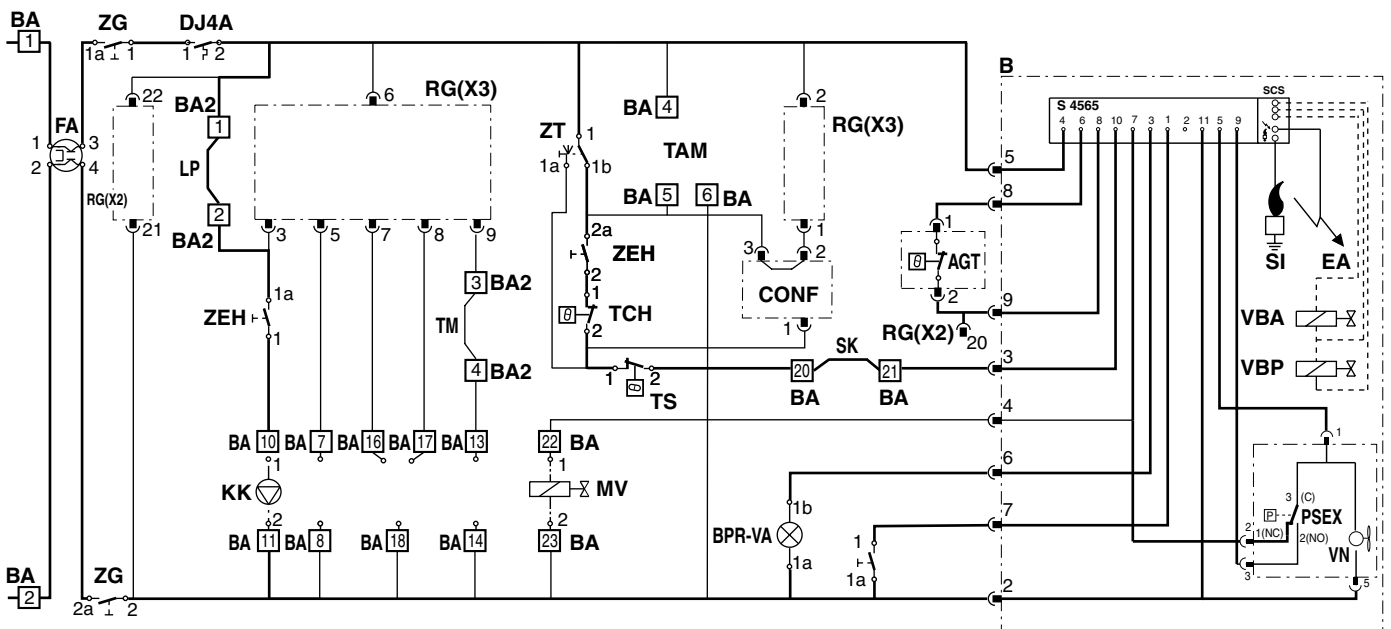 BA ZG DJ4A
1 1a 1 1 2
B
22 6 RG(X3) BA 4 2 SCS
BA2 RG(X3) S 4565
FA 1 ZT 1 TAM 4 6 8 10 7 3 1 2 11 5 9
1 3
2 4 LP 1a 1b 5
RG(X2) 2 BA 5 6 BA 8
21 BA2 3 5 7 8 9 2a 1 1
3 BA2 ZEH 3 2 θ AGT SI EA
1a 2 CONF 2
ZEH 1 θ TCH 9 VBA
1 TM 2 1 RG(X2) 20
4 BA2 SK VBP
1 2 20 21 3
TS BA BA
4
BA 10 BA 7 BA 16 BA 17 BA 13 22 BA 1
1 1 6
KK MV 1b 3 (C)
2 2 BPR-VA 7 P PSEX
BA 11 BA 8 BA 18 BA 14 23 BA 1 2 1(NC) 2(NO) VN
1a 1a 3
BA ZG 5
2 2a 2 2